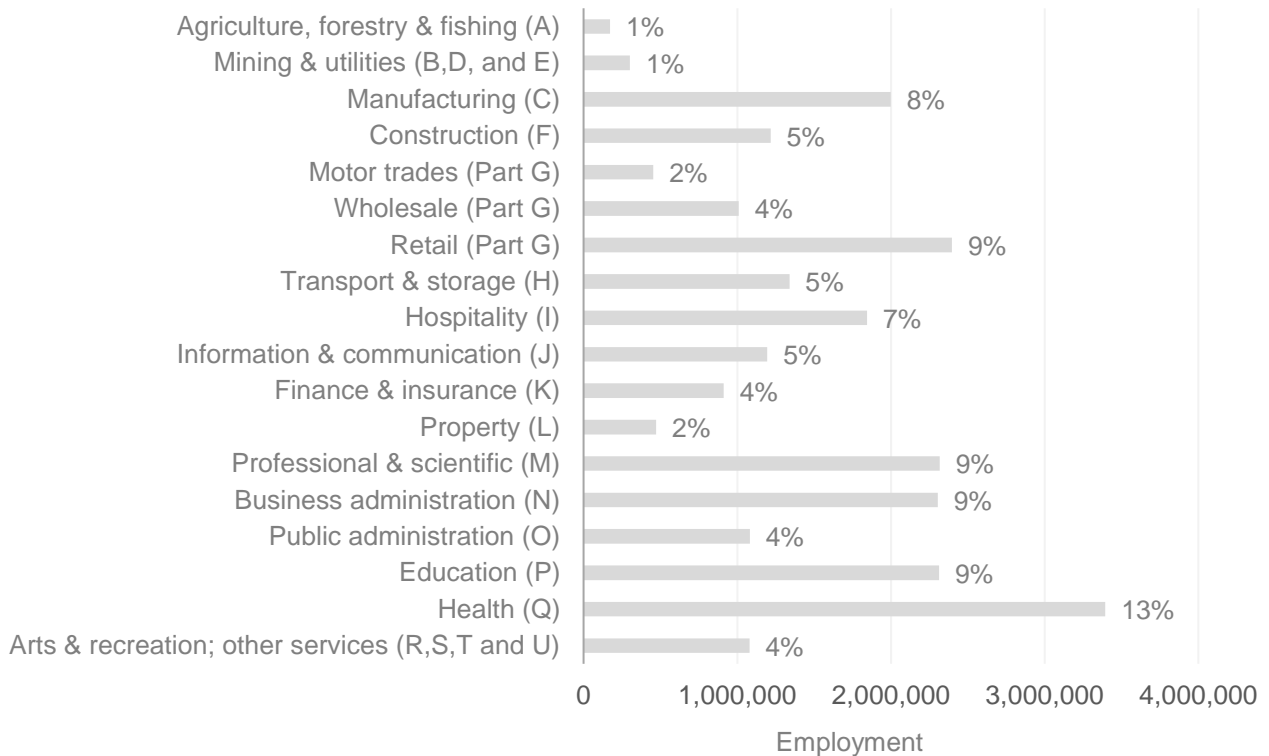 Agriculture, forestry & fishing (A) 1%
Mining & utilities (B,D, and E) 1%
Manufacturing (C) 8%
Construction (F) 5%
Motor trades (Part G) 2%
Wholesale (Part G) 4%
Retail (Part G) 9%
Transport & storage (H) 5%
Hospitality (I) 7%
Information & communication (J) 5%
Finance & insurance (K) 4%
Property (L) 2%
Professional & scientific (M) 9%
Business administration (N) 9%
Public administration (O) 4%
Education (P) 9%
Health (Q) 13%
Arts & recreation; other services (R,S,T and U) 4%
0 1,000,000 2,000,000 3,000,000 4,000,000
Employment